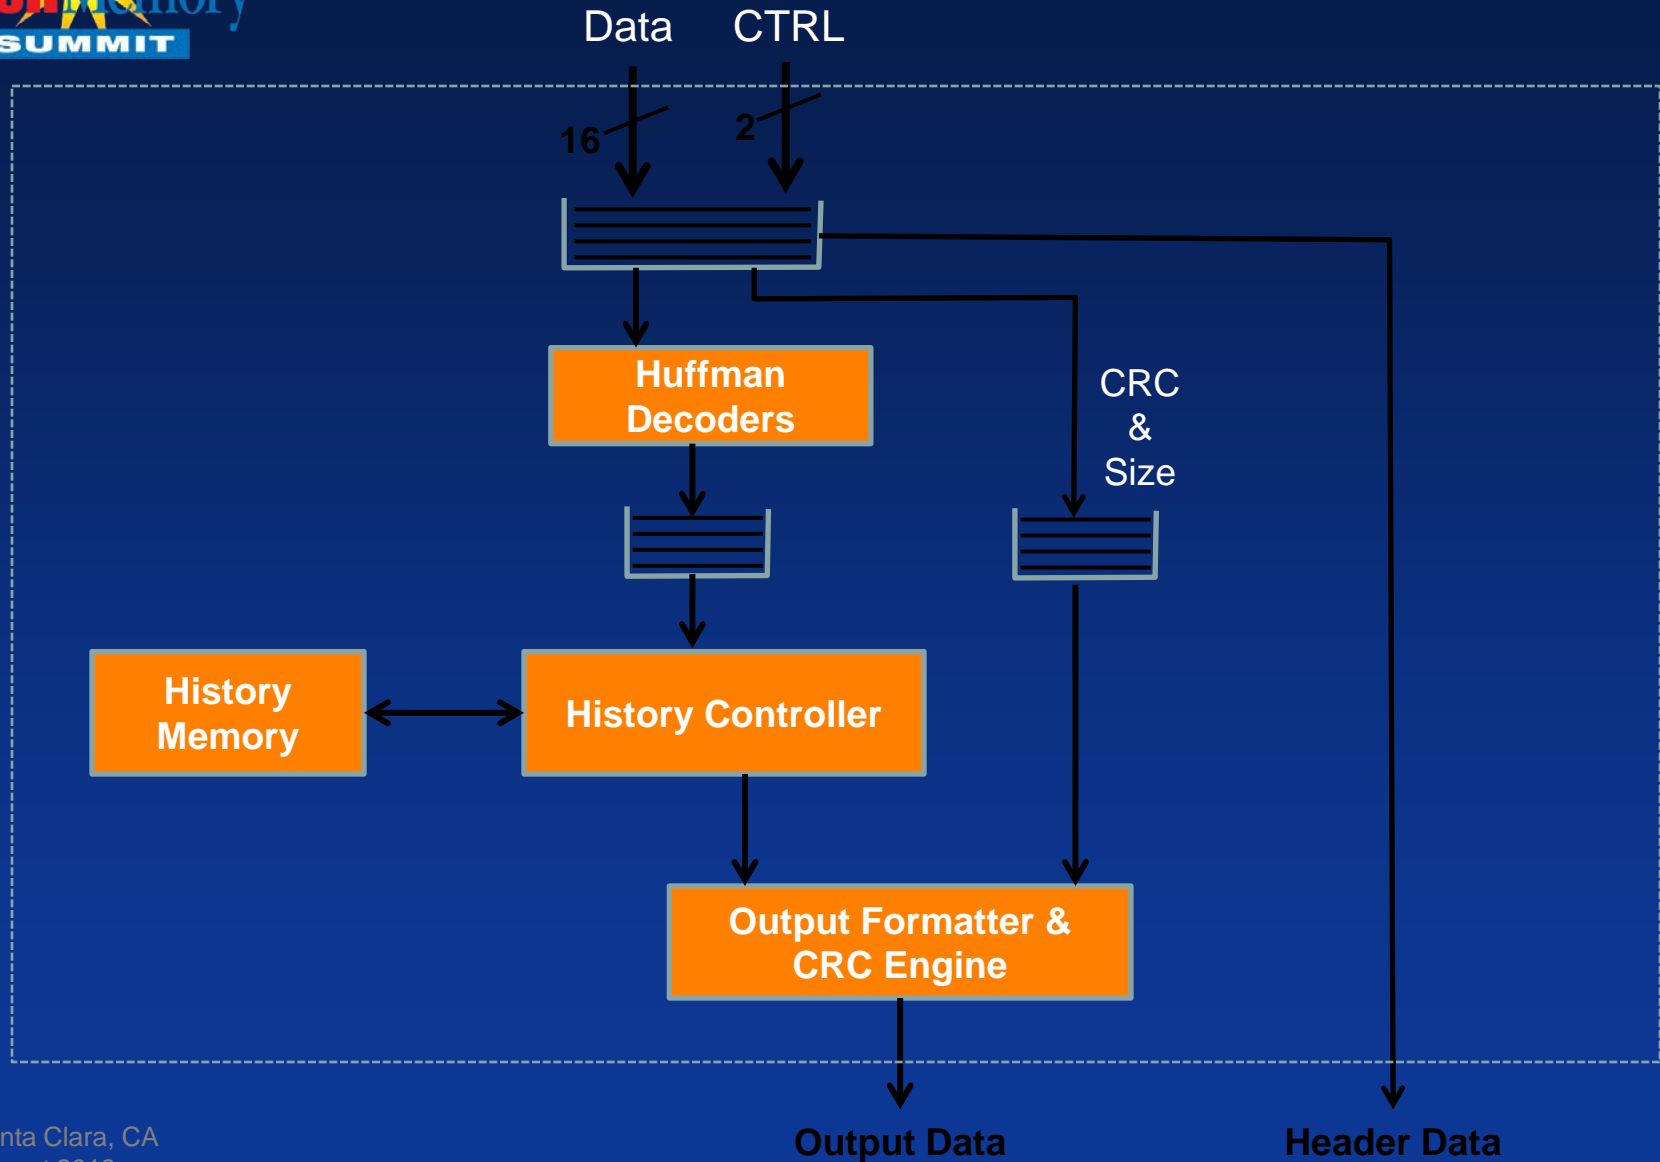 SUMMIT
Data CTRL
16 2
Huffman
Decoders
CRC
&
Size
History
Memory
History Controller
Output Formatter &
CRC Engine
Clara, CA
Output Data Header Data